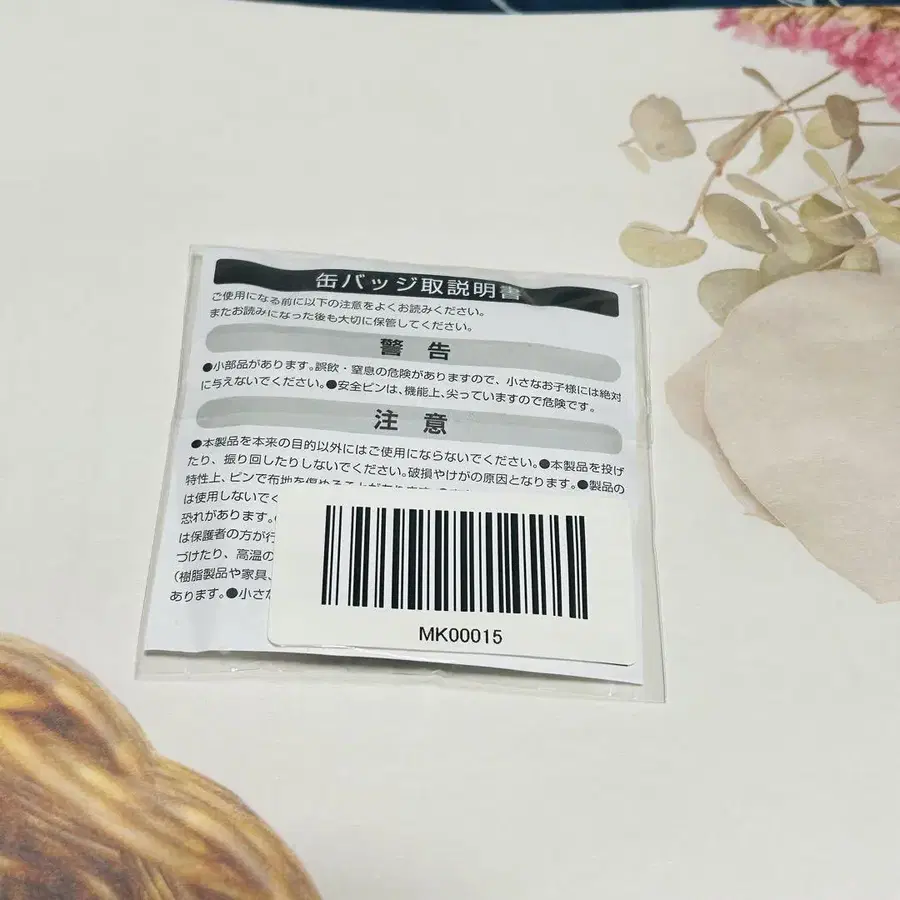 缶バッジ取説明書
ご使用になる前に以下の注意をよくお読みください。
またお読みになった後も大切に保管してください。
警告
●小部品があります。誤飲・窒息の危険がありますので、小さなお子様には絶対
に与えないでください。●安全ピンは、機能上、尖っていますので危険です。
注意
●本製品を本来の目的以外にはご使用にならないでください。●本製品を投げ
たり、振り回したりしないでください。破損やけがの原因となります。●製品の
特性上、ピンで布地を傷めることがあります。
は使用しないでく
恐れがあります。
は保護者の方が行
づけたり、高温の
（樹脂製品や家具、
あります。●小さな
MK00015